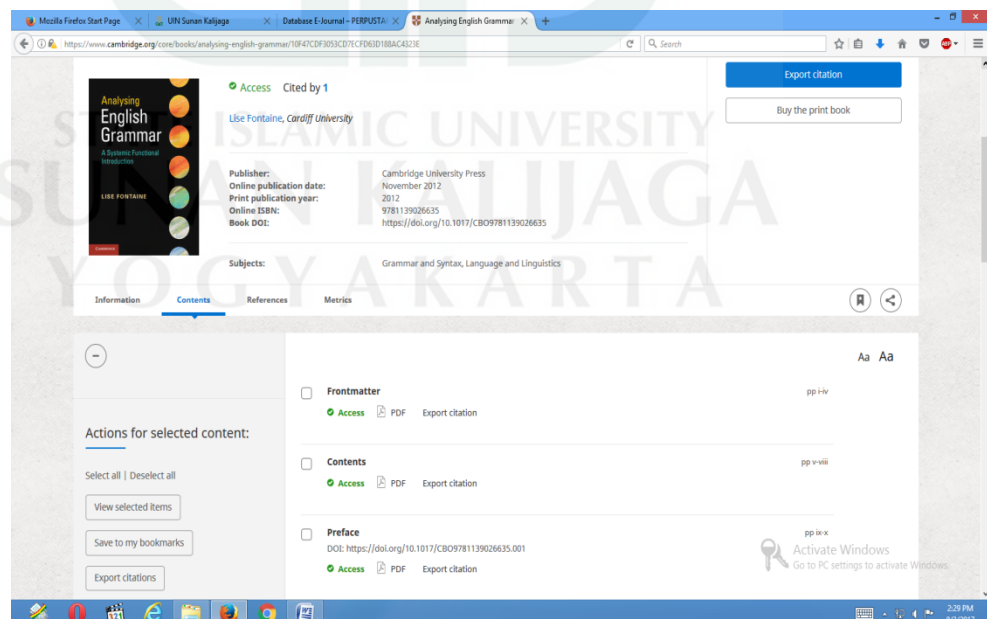 Mozilla Firefox Start Page
UIN Sunan Kalijaga
Database E-Journal – PERPUSTA
Analysing English Grammar
https://www.cambridge.org/core/books/analysing-english-grammar/10F47CDF3053CD7ECFD63D188AC4323E
Search
ABP
Analysing
English
Grammar
A Systemic Functional
Introduction
LISE FONTAINE
Access Cited by 1
Lise Fontaine, Cardiff University
Export citation
Buy the print book
Publisher: Cambridge University Press
Online publication date: November 2012
Print publication year: 2012
Online ISBN: 9781139026635
Book DOI: https://doi.org/10.1017/CBO9781139026635
Subjects: Grammar and Syntax, Language and Linguistics
ISLAMIC UNIVERSITY
SUNAN KALIJAGA
YOGYAKARTA
Information Contents References Metrics
Aa Aa
Actions for selected content:
Select all | Deselect all
View selected items
Save to my bookmarks
Export citations
Frontmatter pp i-iv
Access PDF Export citation
Contents pp v-viii
Access PDF Export citation
Preface pp ix-x
DOI: https://doi.org/10.1017/CBO9781139026635.001
Access PDF Export citation
Activate Windows
Go to PC settings to activate Windows.
2:29 PM